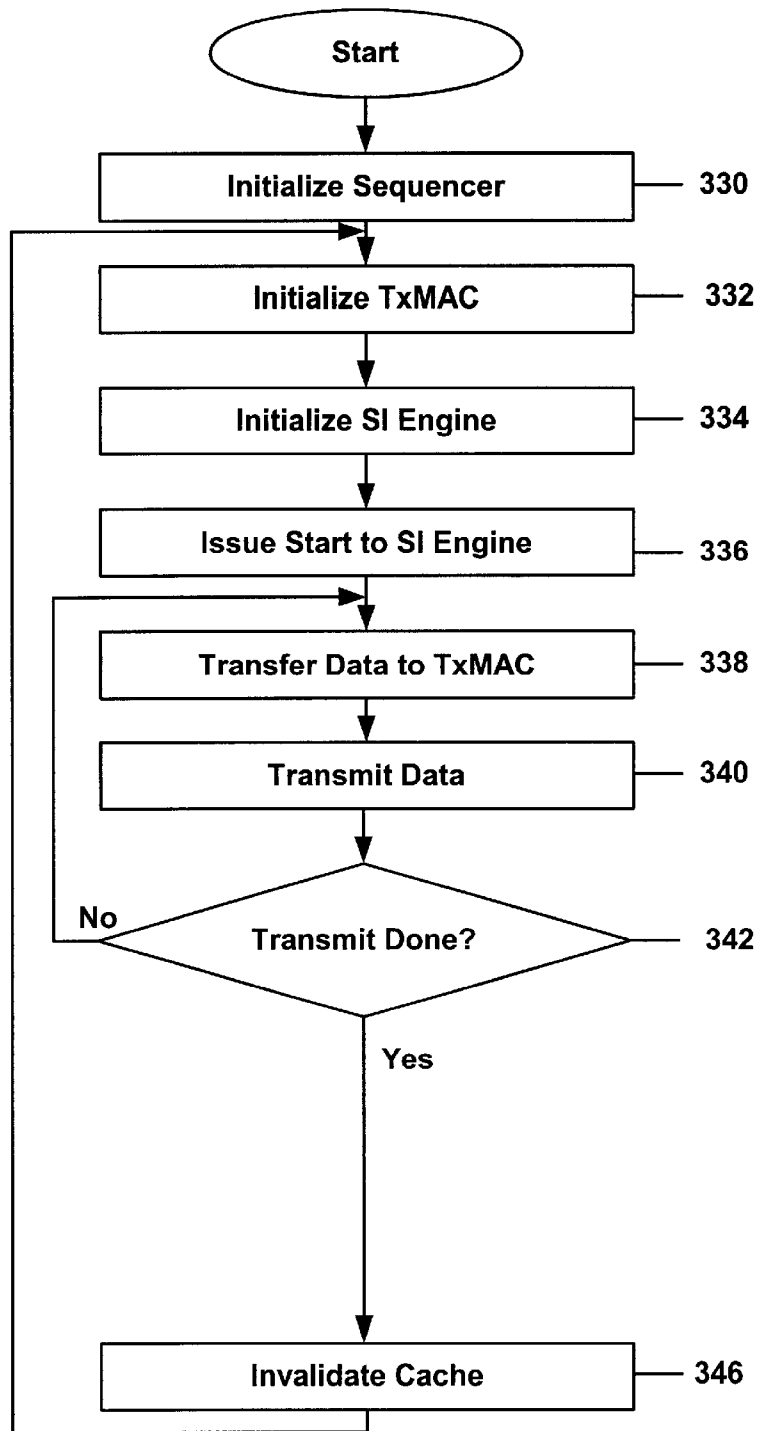 Start
Initialize Sequencer 330
Initialize TxMAC 332
Initialize SI Engine 334
Issue Start to SI Engine 336
Transfer Data to TxMAC 338
Transmit Data 340
No
Transmit Done? 342
Yes
Invalidate Cache 346